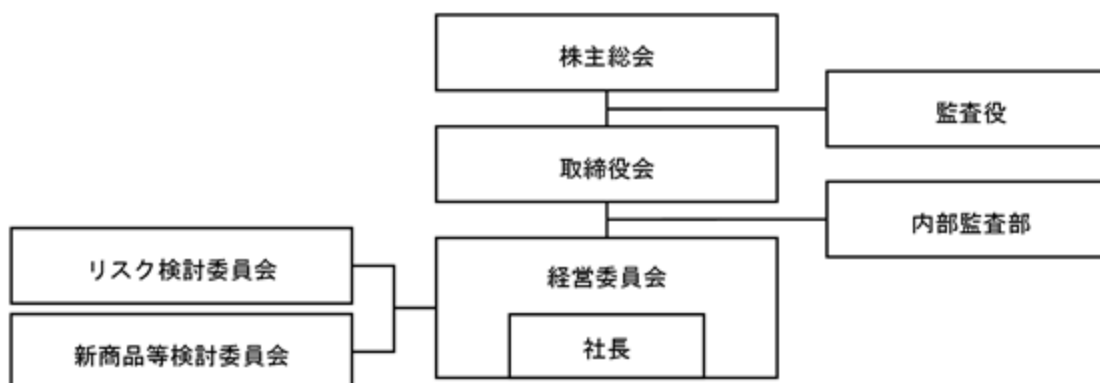 株主総会
監査役
取締役会
内部監査部
リスク検討委員会
経営委員会
新商品等検討委員会
社長